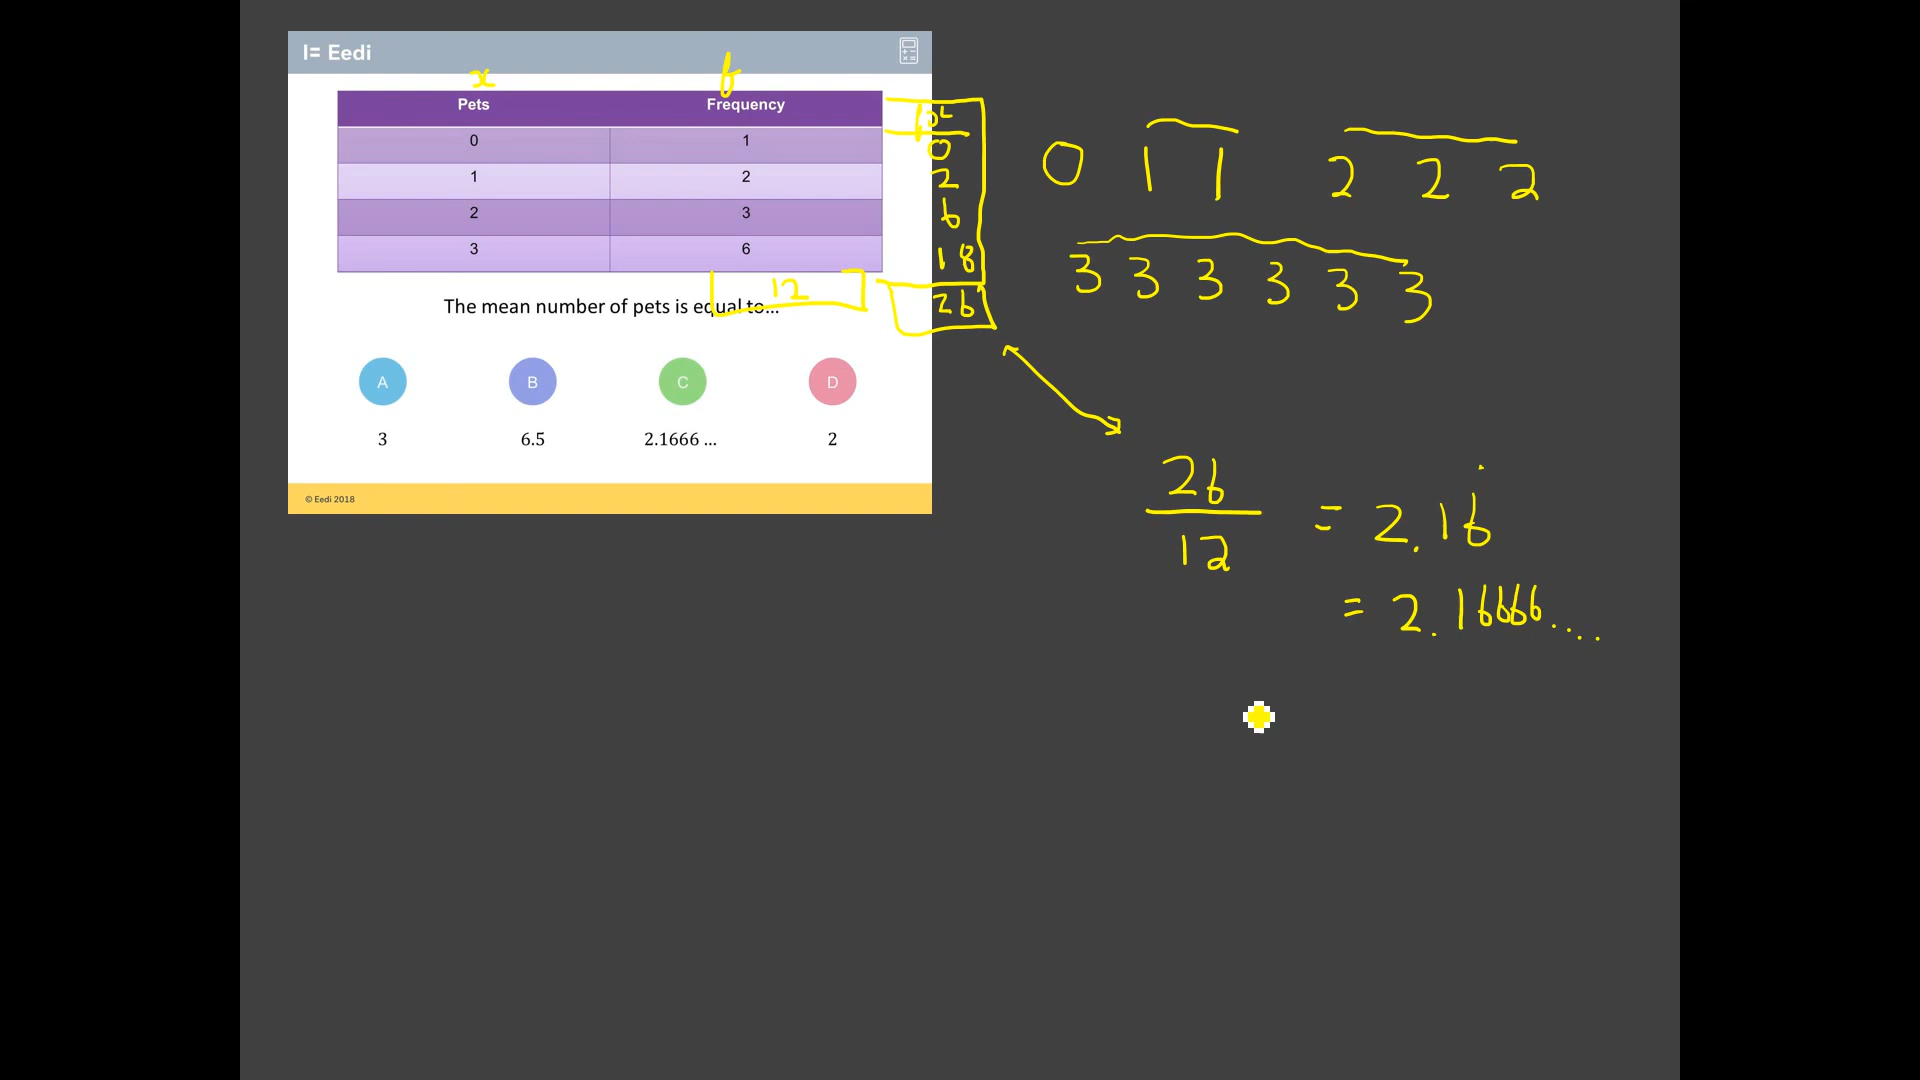 I= Eedi
x f
Pets Frequency fx
0 1 0
1 2 2
2 3 6
3 6 18
12 26
The mean number of pets is equal to...
A B C D
3 6.5 2.1666 ... 2
© Eedi 2018
0 1 1 2 2 2
3 3 3 3 3 3
26/12 = 2.16̇
= 2.16666....